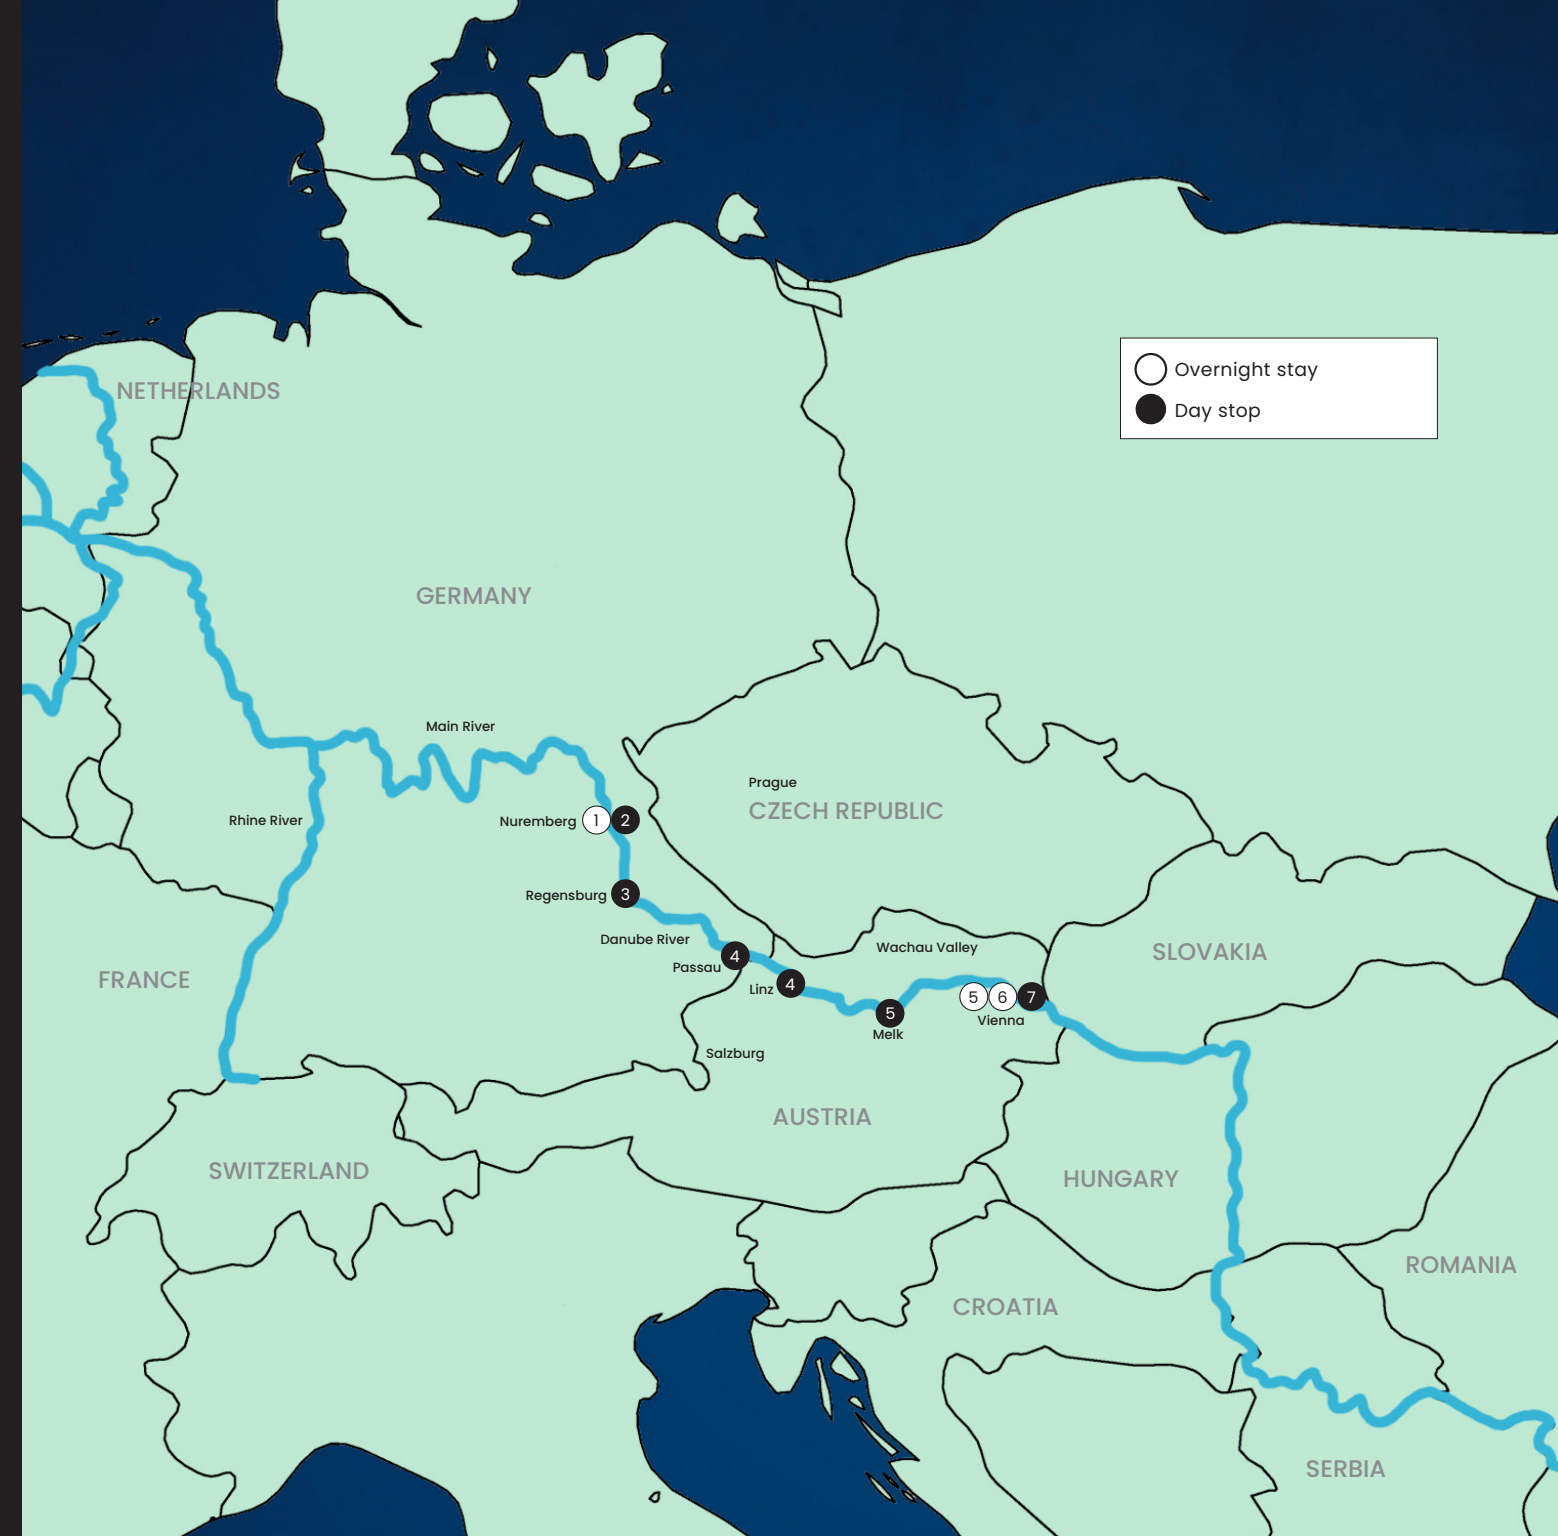 NETHERLANDS
Overnight stay
Day stop
GERMANY
Main River
Prague
CZECH REPUBLIC
Rhine River
Nuremberg 1 2
Regensburg 3
Danube River
Wachau Valley
SLOVAKIA
Passau 4
FRANCE
Linz 4
5 6 7
Vienna
5
Melk
Salzburg
AUSTRIA
SWITZERLAND
HUNGARY
ROMANIA
CROATIA
SERBIA